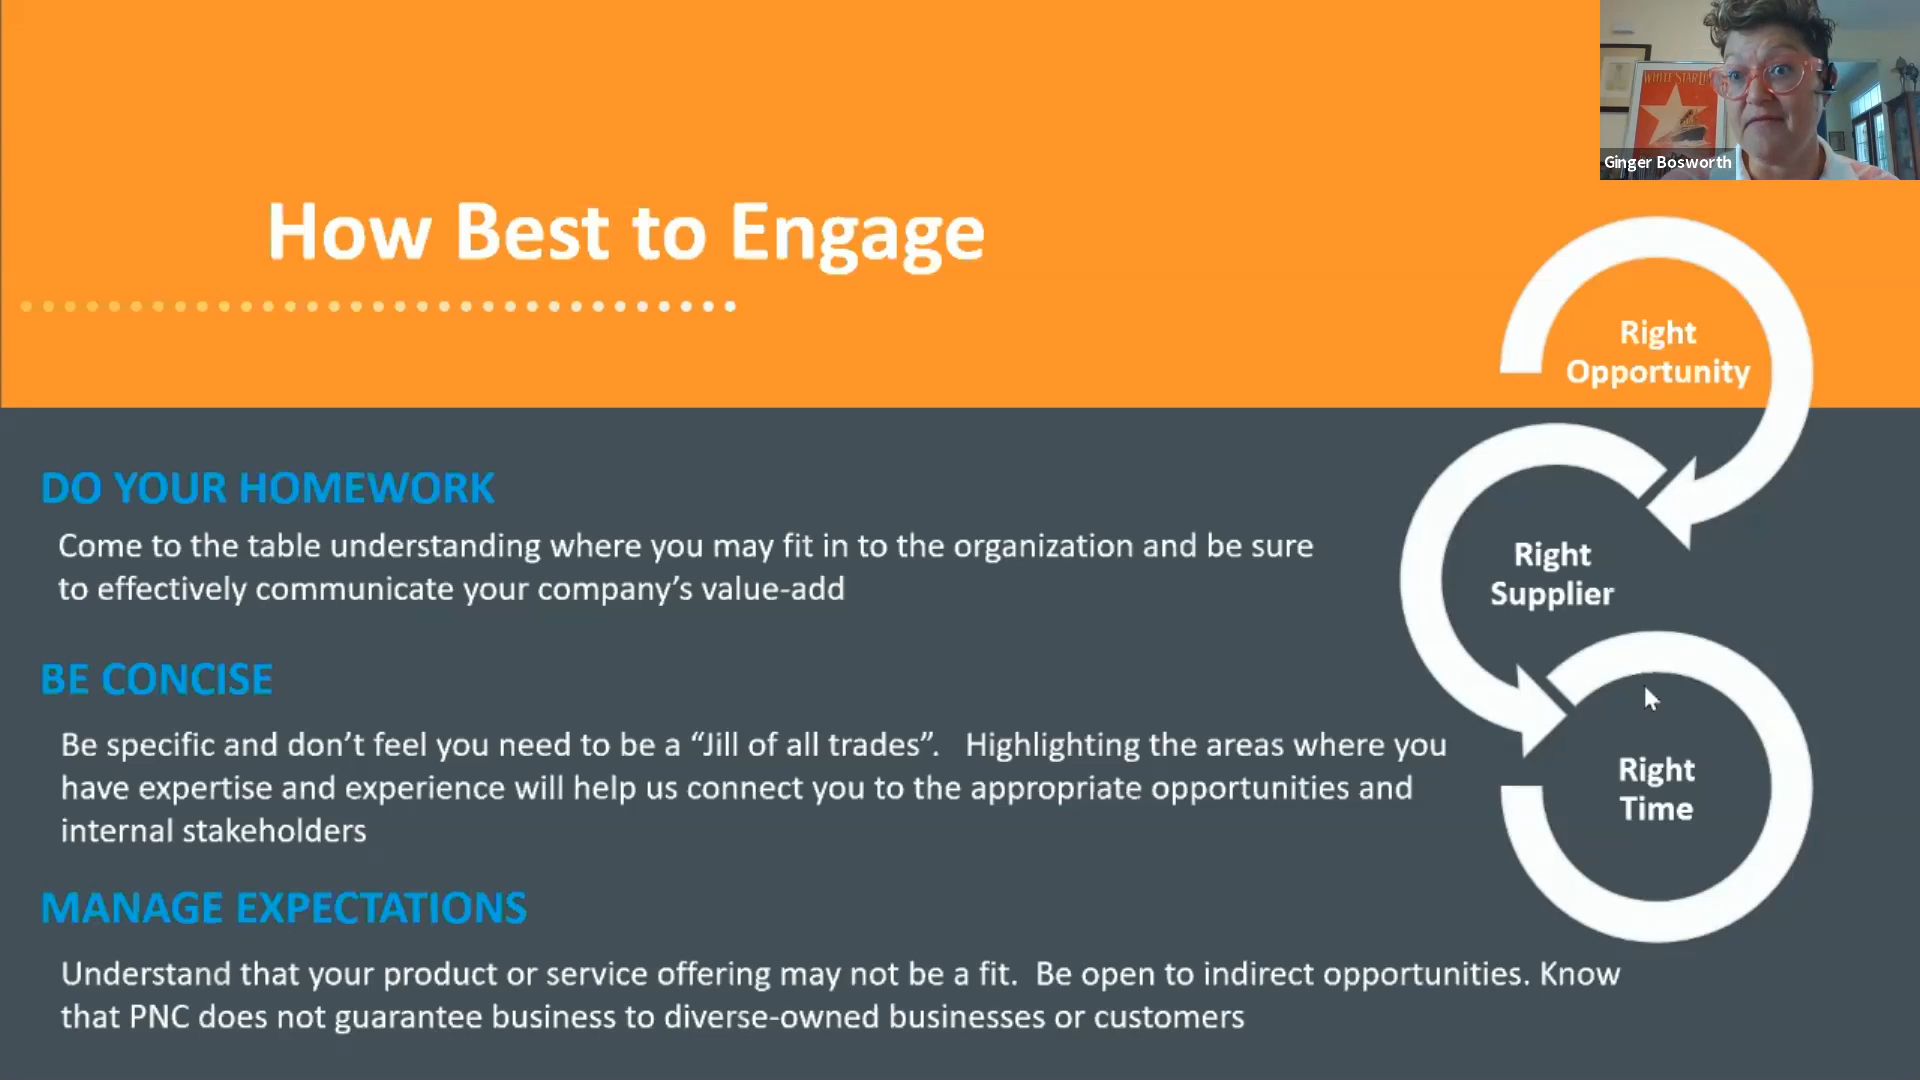 WHITE STAR LI
Ginger Bosworth
How Best to Engage
Right
Opportunity
DO YOUR HOMEWORK
Come to the table understanding where you may fit in to the organization and be sure
to effectively communicate your company’s value-add
Right
Supplier
BE CONCISE
Be specific and don’t feel you need to be a “Jill of all trades”.   Highlighting the areas where you
have expertise and experience will help us connect you to the appropriate opportunities and
internal stakeholders
Right
Time
MANAGE EXPECTATIONS
Understand that your product or service offering may not be a fit.  Be open to indirect opportunities. Know
that PNC does not guarantee business to diverse-owned businesses or customers